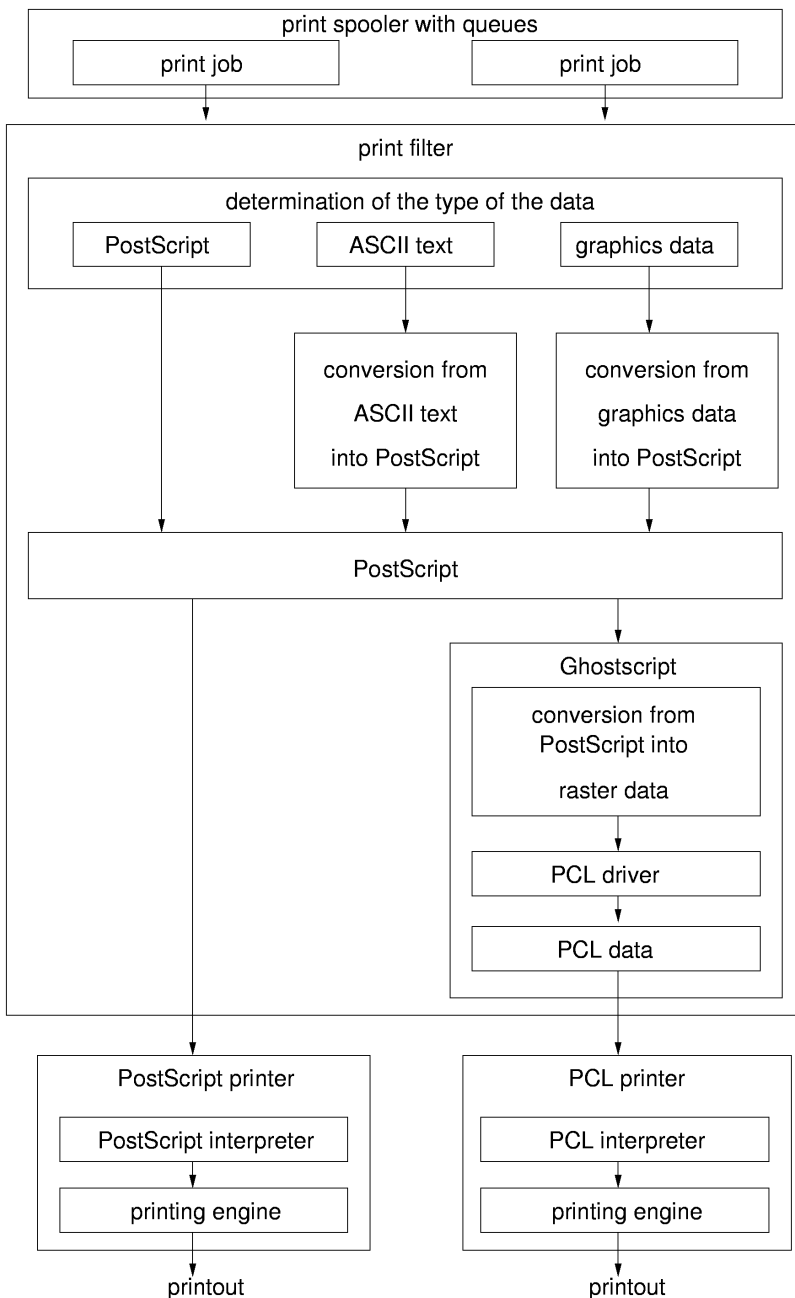 print spooler with queues
print job
print job
print filter
determination of the type of the data
PostScript
ASCII text
graphics data
conversion from
ASCII text
into PostScript
conversion from
graphics data
into PostScript
PostScript
Ghostscript
conversion from
PostScript into
raster data
PCL driver
PCL data
PostScript printer
PostScript interpreter
printing engine
printout
PCL printer
PCL interpreter
printing engine
printout